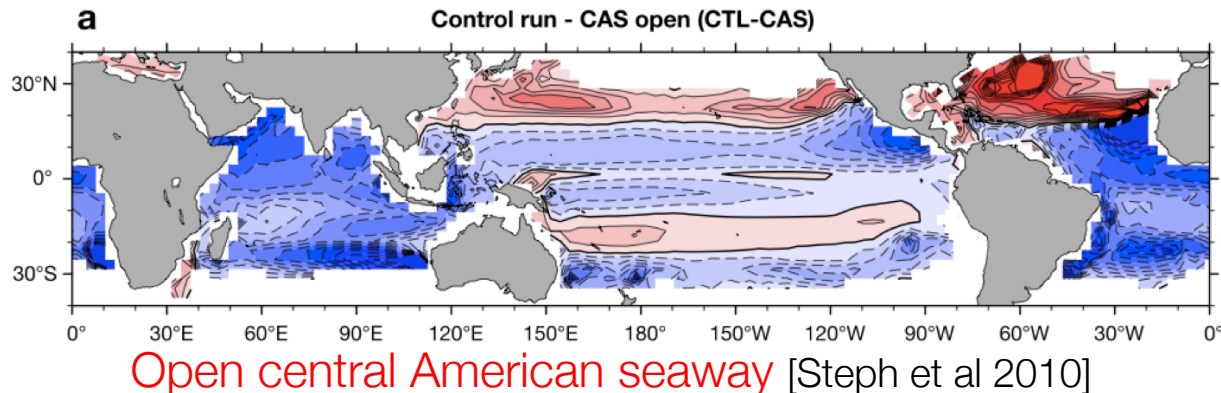 a Control run - CAS open (CTL-CAS)
30°N
0°
30°S
0° 30°E 60°E 90°E 120°E 150°E 180° 150°W 120°W 90°W 60°W 30°W 0°
Open central American seaway [Steph et al 2010]